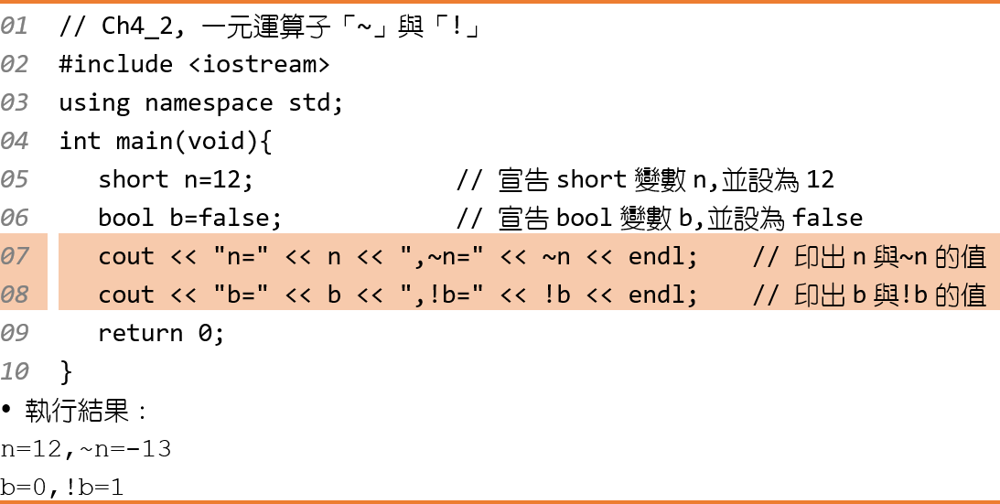 01 // Ch4_2, 一元運算子「~」與「!」
02 #include <iostream>
03 using namespace std;
04 int main(void){
05 short n=12; // 宣告 short 變數 n,並設為 12
06 bool b=false; // 宣告 bool 變數 b,並設為 false
07 cout << "n=" << n << ",~n=" << ~n << endl; // 印出 n 與~n 的值
08 cout << "b=" << b << ",!b=" << !b << endl; // 印出 b 與!b 的值
09 return 0;
10 }
• 執行結果：
n=12,~n=-13
b=0,!b=1